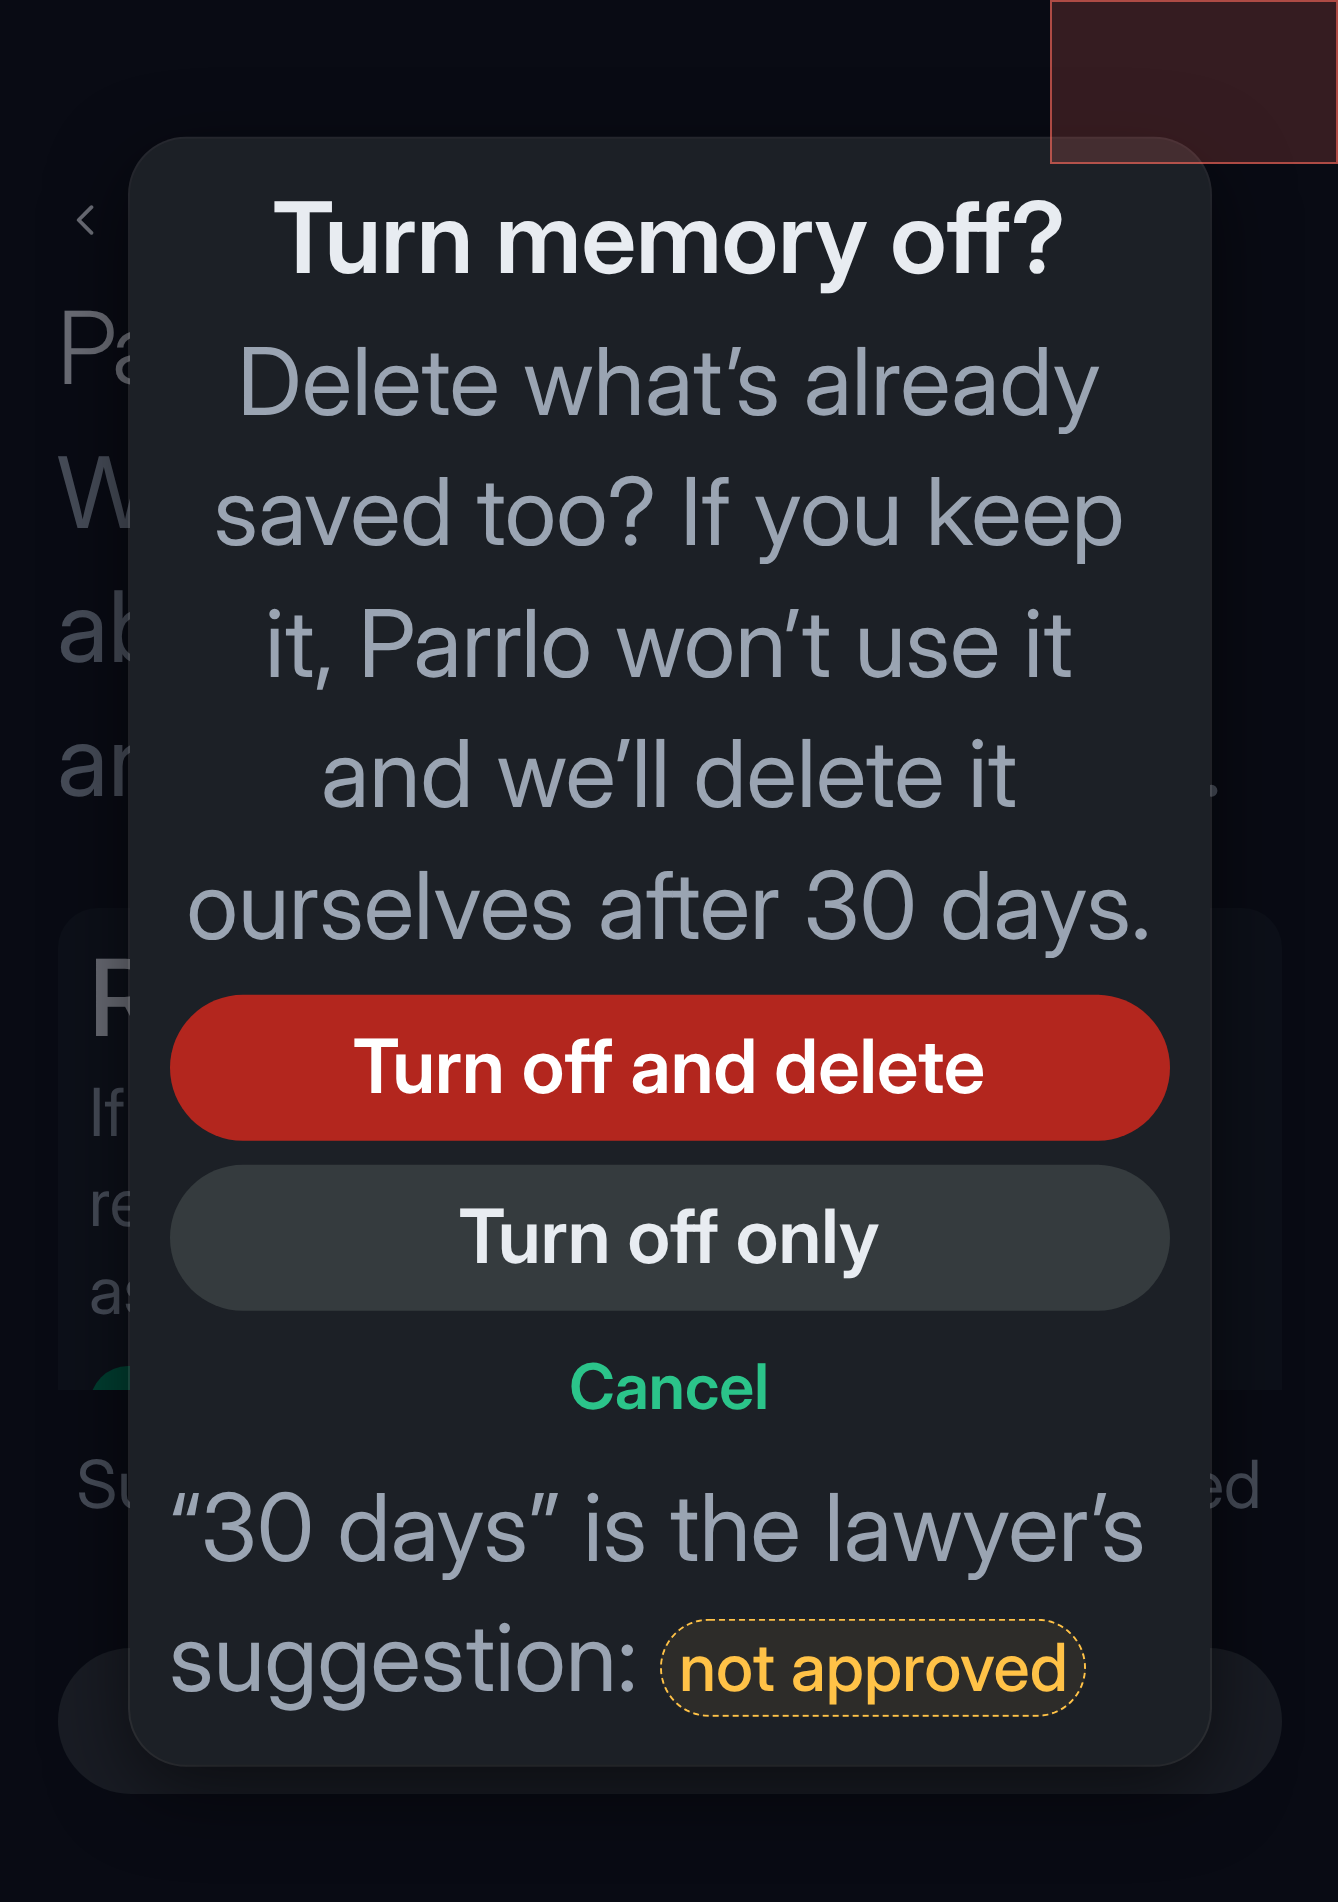 Turn memory off?
Delete what’s already
saved too? If you keep
it, Parrlo won’t use it
and we’ll delete it
ourselves after 30 days.
Turn off and delete
Turn off only
Cancel
“30 days” is the lawyer’s
suggestion: not approved